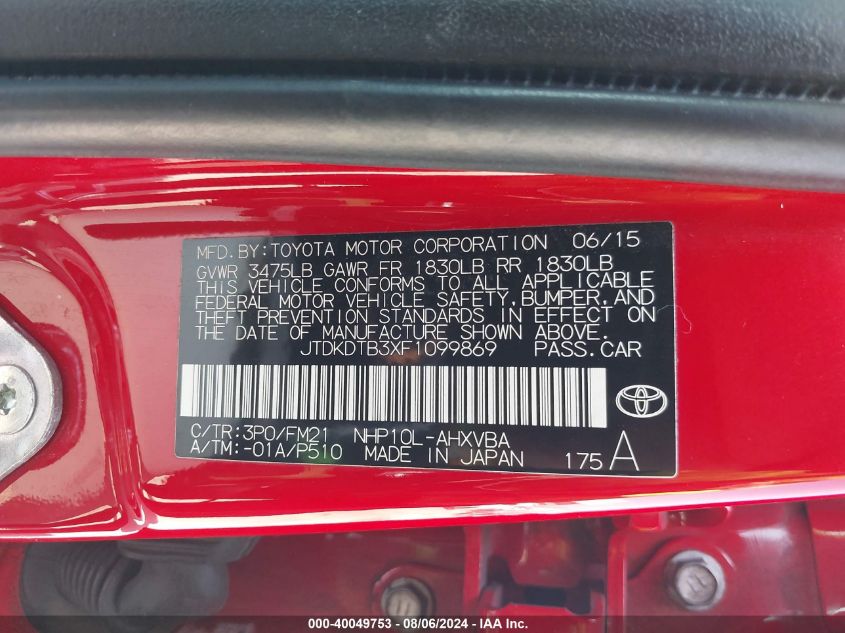 MFD.BY:TOYOTA MOTOR CORPORATION 06/15
GVWR 3475LB GAWR FR 1830LB RR 1830LB
THIS VEHICLE CONFORMS TO ALL APPLICABLE
FEDERAL MOTOR VEHICLE SAFETY,BUMPER,AND
THEFT PREVENTION STANDARDS IN EFFECT ON
THE DATE OF MANUFACTURE SHOWN ABOVE.
JTDKDTB3XF1099869 PASS.CAR
C/TR:3P0/FM21 NHP10L-AHXVBA
A/TM:-01A/P510 MADE IN JAPAN 175 A
000-40049753 - 08/06/2024 - IAAI.com